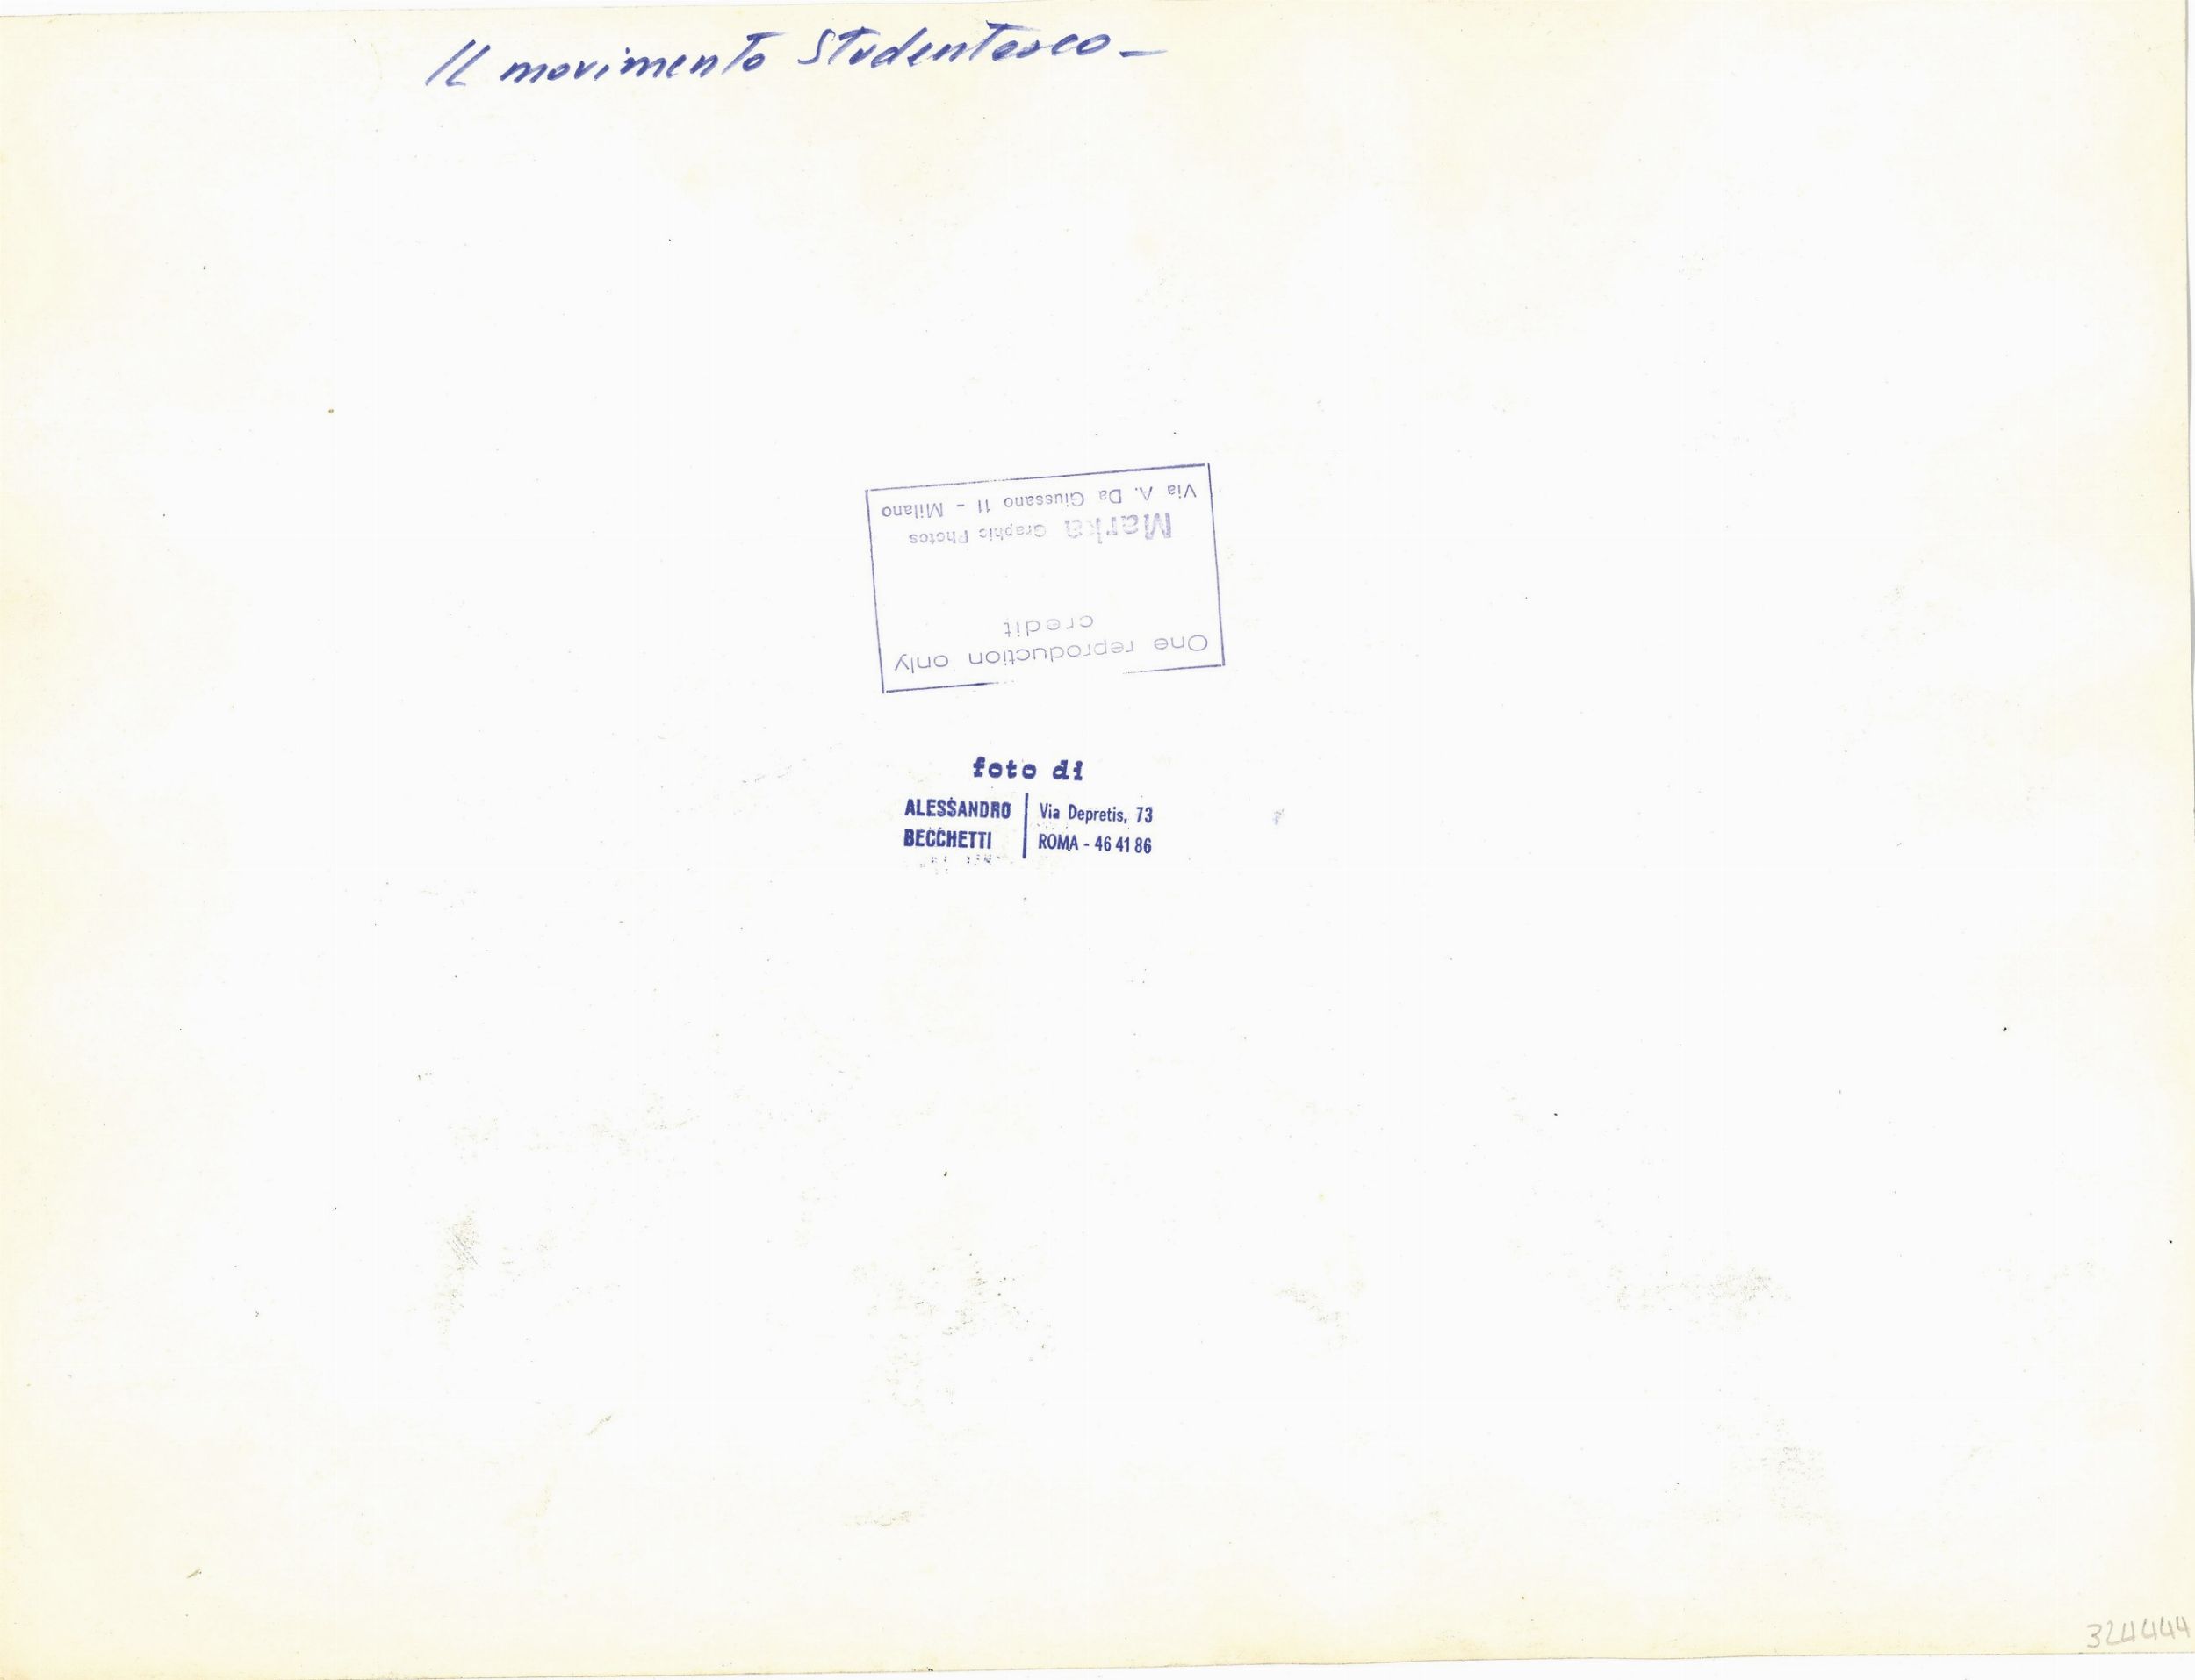 Il movimento Studentesco -
Via A. Da Giussano 11 - Milano
Marka Graphic Photos
credit
One reproduction only
foto di
ALESSANDRO
BECCHETTI
Via Depretis, 73
ROMA - 46 41 86
324444